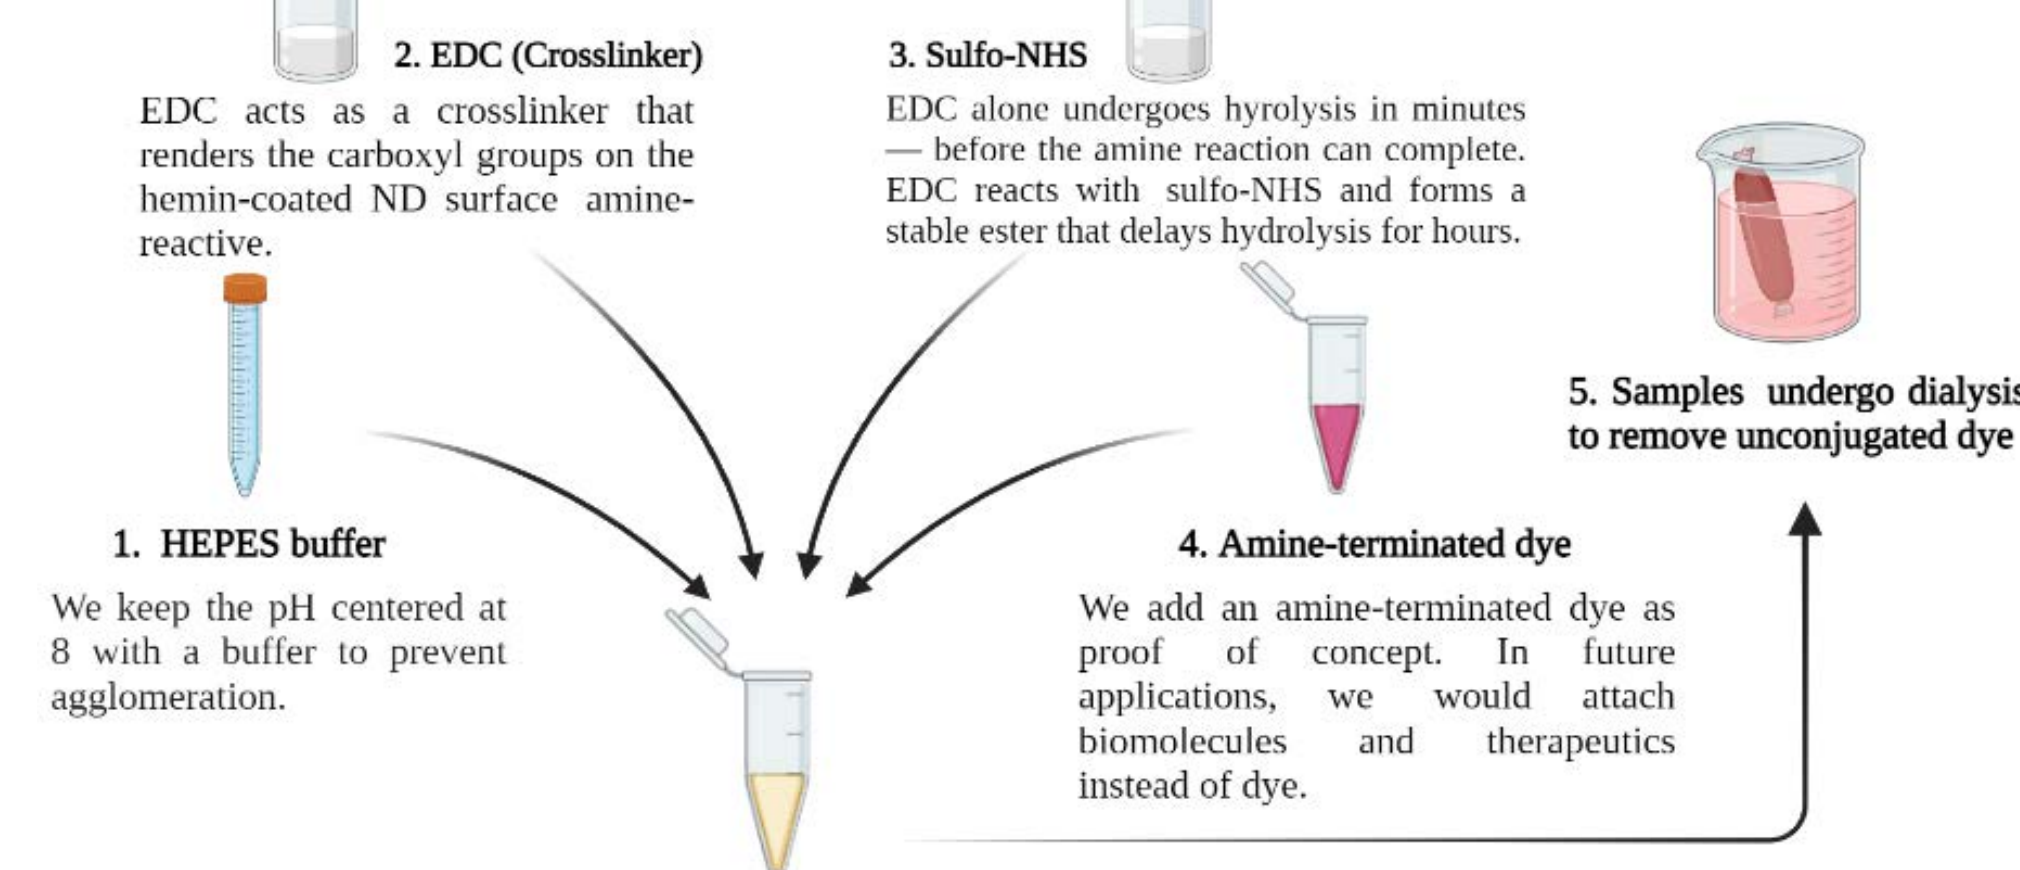 2. EDC (Crosslinker)
EDC acts as a crosslinker that
renders the carboxyl groups on the
hemin-coated ND surface amine-
reactive.
3. Sulfo-NHS
EDC alone undergoes hyrolysis in minutes
— before the amine reaction can complete.
EDC reacts with sulfo-NHS and forms a
stable ester that delays hydrolysis for hours.
1. HEPES buffer
We keep the pH centered at
8 with a buffer to prevent
agglomeration.
4. Amine-terminated dye
We add an amine-terminated dye as
proof of concept. In future
applications, we would attach
biomolecules and therapeutics
instead of dye.
5. Samples undergo dialysis
to remove unconjugated dye